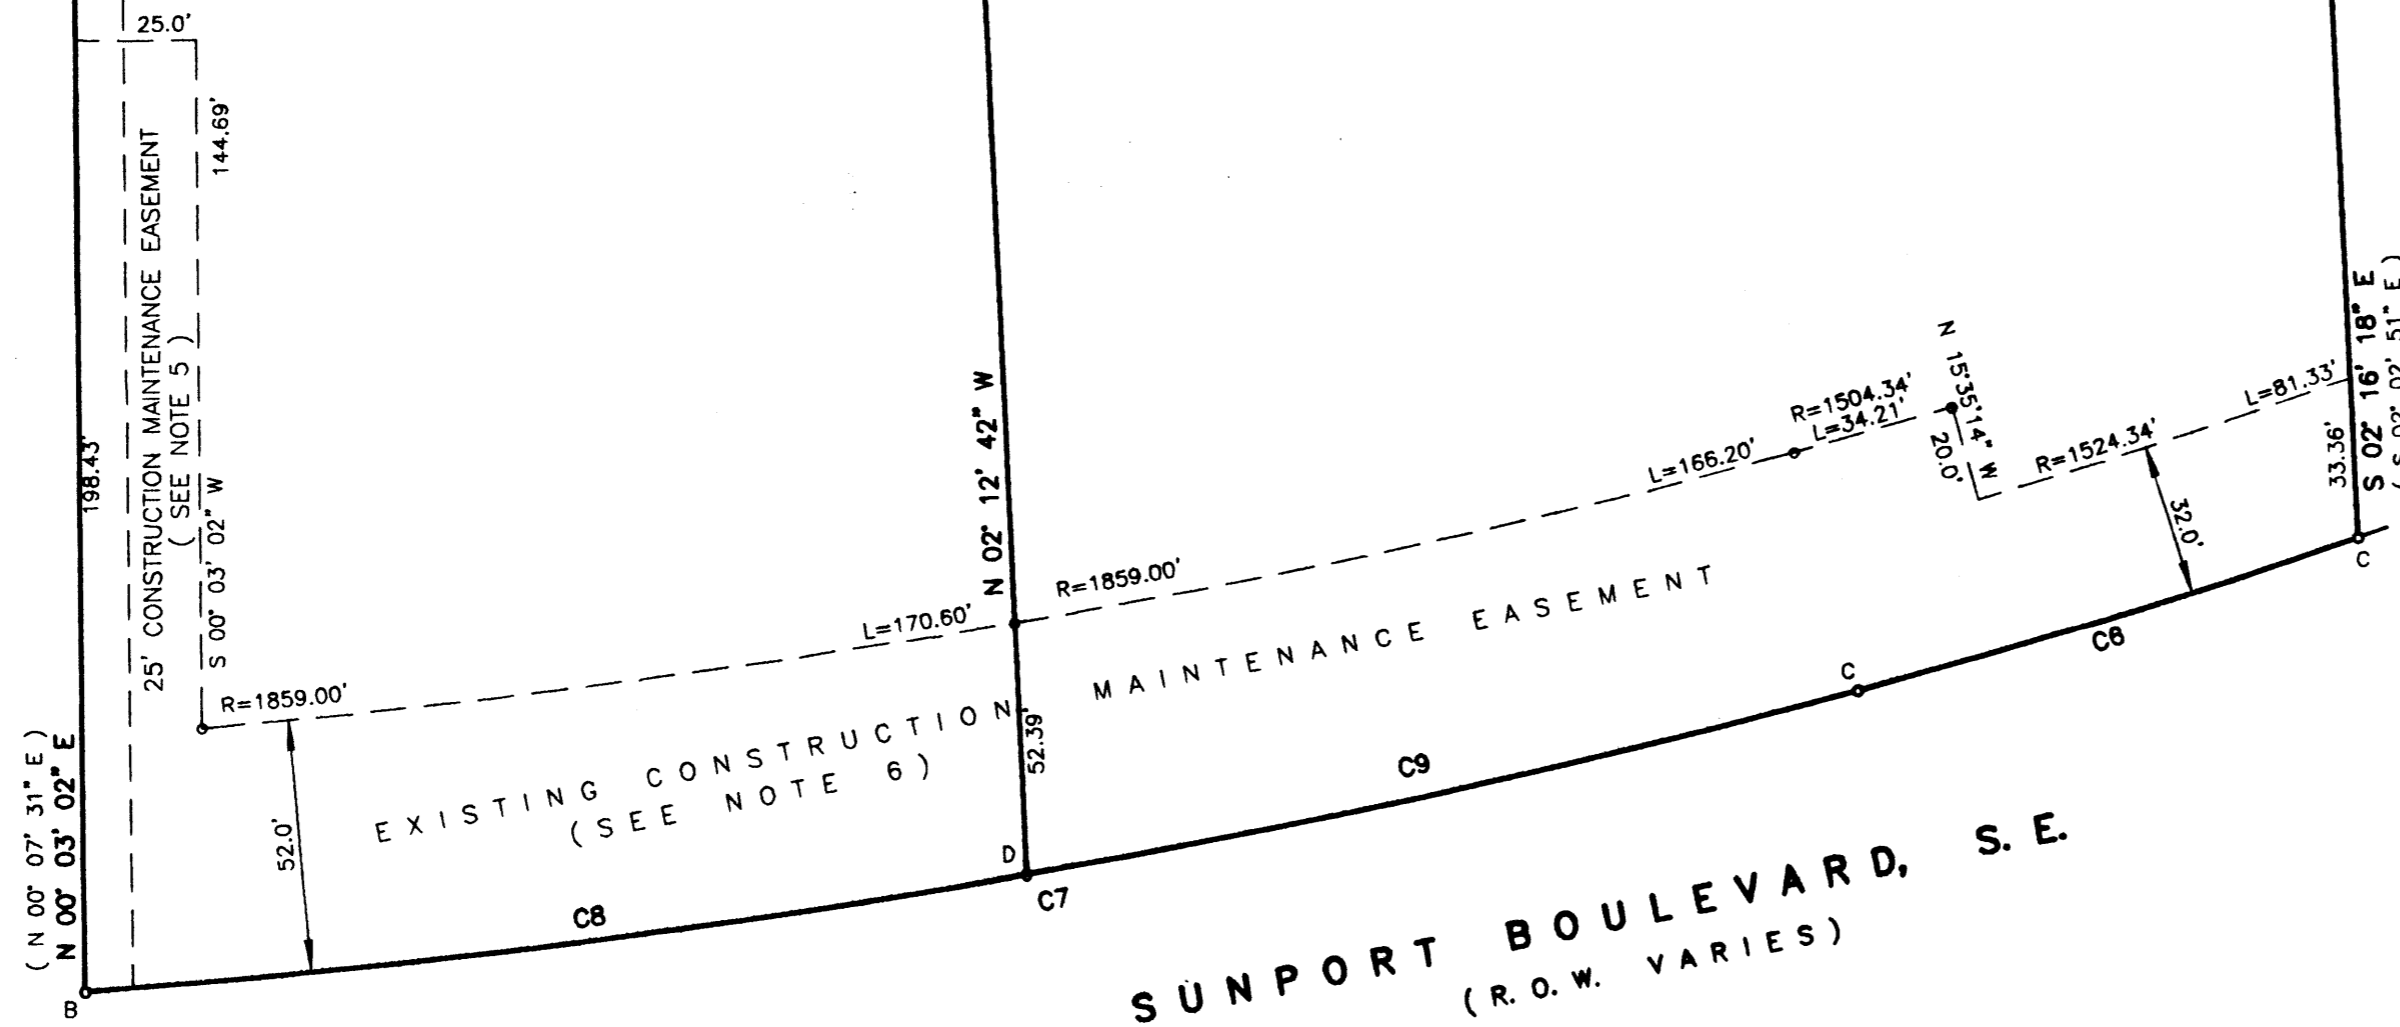 25.0'
144.69'
25' CONSTRUCTION MAINTENANCE EASEMENT
( SEE NOTE 5 )
198.43'
S 00° 03' 02" W
( N 00° 07' 31" E )
N 00° 03' 02" E
B
R=1859.00'
L=170.60'
52.0'
EXISTING CONSTRUCTION
(SEE NOTE 6)
C8
N 02° 12' 42" W
52.39'
D
C7
R=1859.00'
MAINTENANCE EASEMENT
L=166.20'
R=1504.34'
L=34.21'
N 15°35'14" W
20.0'
R=1524.34'
L=81.33'
32.0'
33.36'
S 02° 16' 18" E
02' 51" E )
C
C6
C
C9
SUNPORT BOULEVARD, S. E.
(R. O. W. VARIES)